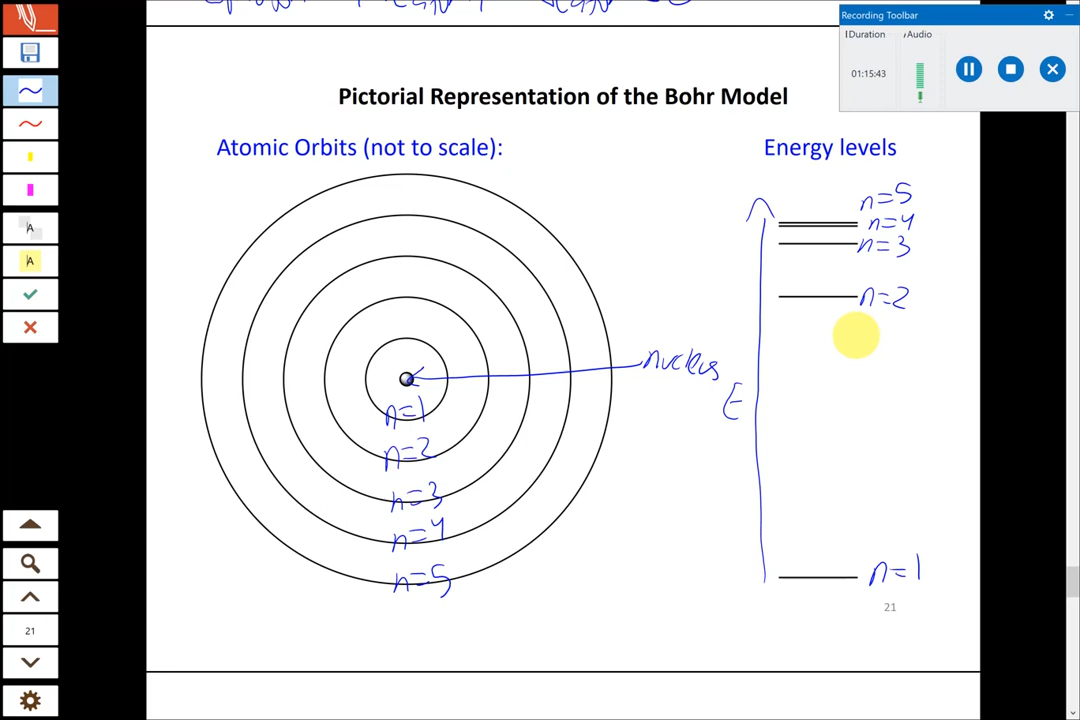 Recording Toolbar
Duration
Audio
01:15:43
Pictorial Representation of the Bohr Model
Atomic Orbits (not to scale):
Energy levels
n=5
n=4
n=3
n=2
nucleus
E
n=1
n=2
n=3
n=4
n=5
n=1
21
A
A
21